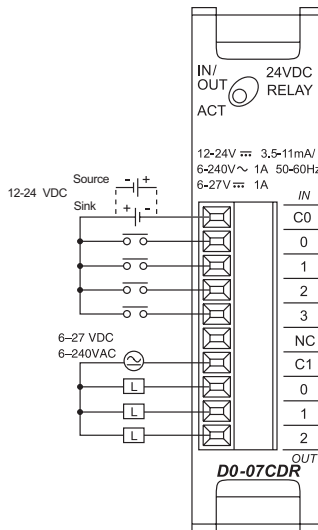 IN/ 24VDC
OUT RELAY
ACT
12-24V ⎓ 3.5-11mA/
6-240V∿ 1A 50-60Hz
6-27V⎓ 1A
IN
Source - +
12-24 VDC
Sink + -
C0
0
1
2
3
NC
6–27 VDC
6–240VAC
C1
L 0
L 1
L 2
OUT
D0-07CDR